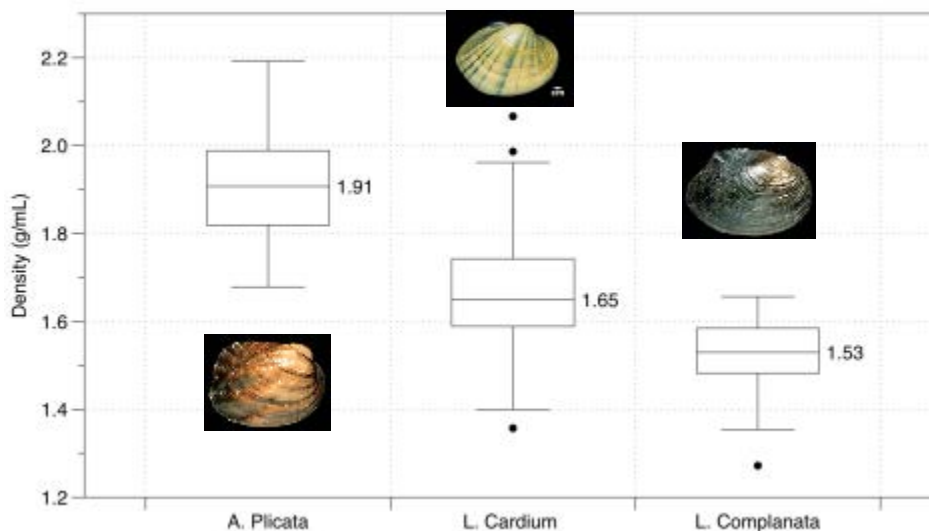 Density (g/mL)
2.2
2.0
1.8
1.6
1.4
1.2
1.91
1.65
1.53
A. Plicata
L. Cardium
L. Complanata